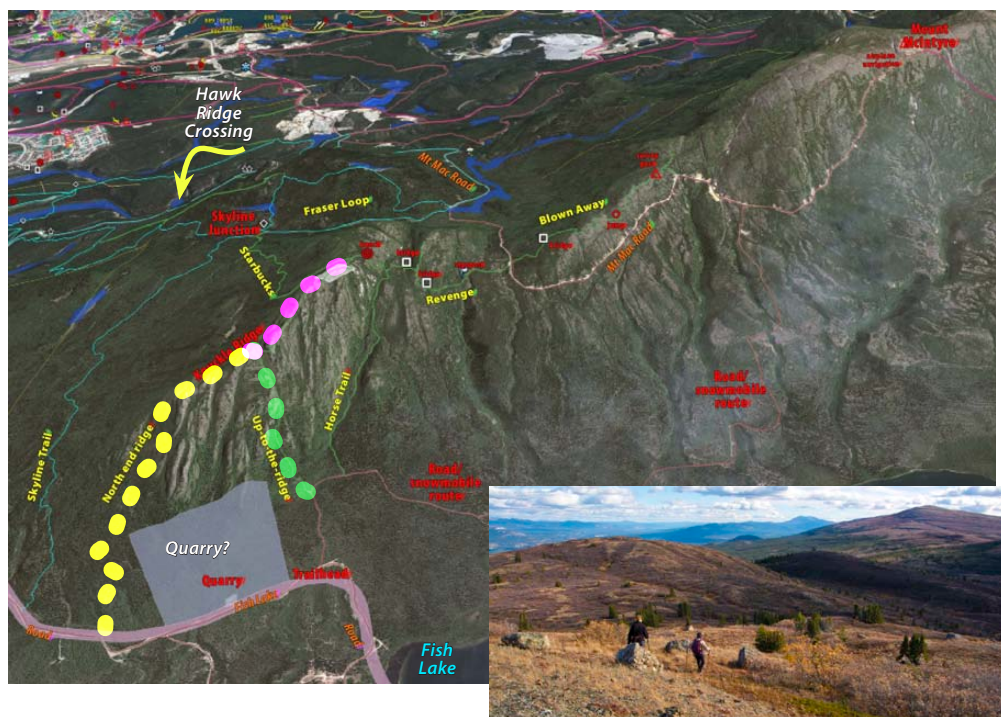 Mount
McIntyre
Hawk
Ridge
Crossing
Mt Mac Road
Fraser Loop
Blown Away
Skyline
Junction
Mt Mac Road
Starbucks
Revenge
Knuckle Ridge
Horse Trail
Road/
snowmobile
route
North end ridge
Up-to-the-ridge
Skyline Trail
Road/
snowmobile
route
Quarry?
Quarry
Trailhead
Fish Lake
Road
Road
Fish
Lake